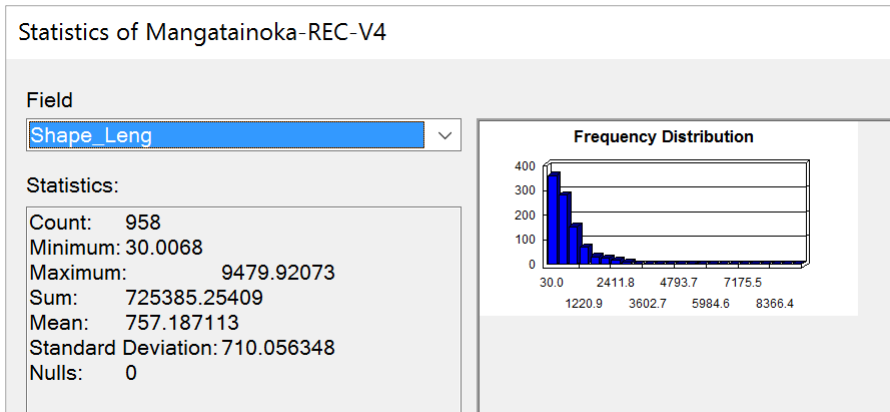 Statistics of Mangatainoka-REC-V4
Field
Shape_Leng
Statistics:
Count: 958
Minimum: 30.0068
Maximum: 9479.92073
Sum: 725385.25409
Mean: 757.187113
Standard Deviation: 710.056348
Nulls: 0
Frequency Distribution
400
300
200
100
0
30.0 2411.8 4793.7 7175.5
1220.9 3602.7 5984.6 8366.4